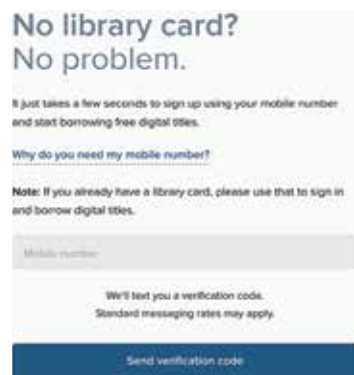 No library card?
No problem.
It just takes a few seconds to sign up using your mobile number
and start borrowing free digital titles.
Why do you need my mobile number?
Note: If you already have a library card, please use that to sign in
and borrow digital titles.
Mobile number
We'll text you a verification code.
Standard messaging rates may apply.
Send verification code